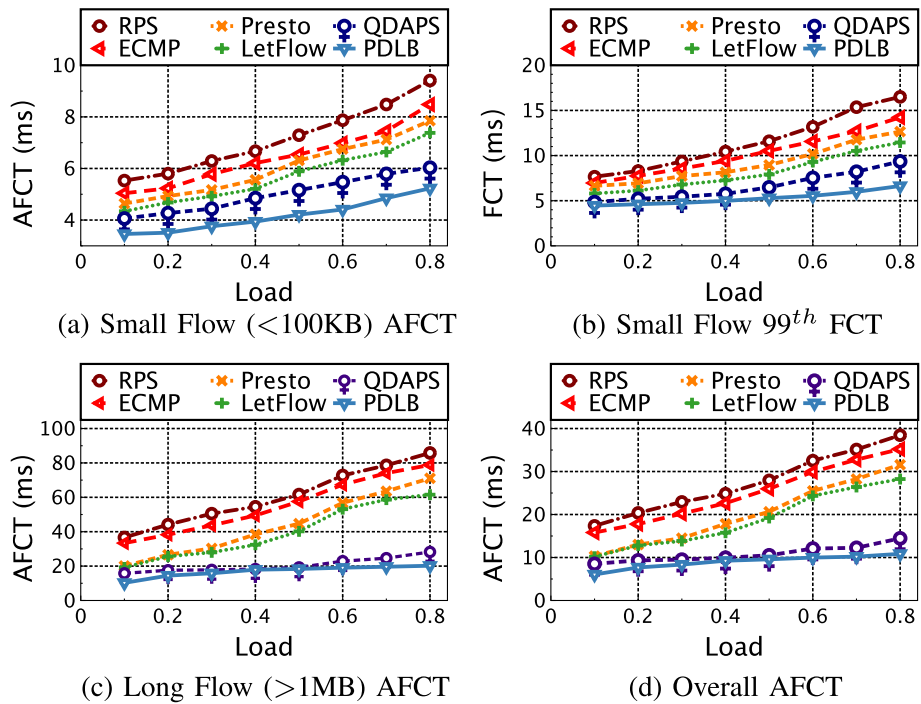 RPS Presto QDAPS
ECMP LetFlow PDLB
10
8
6
4
AFCT (ms)
0 0.2 0.4 0.6 0.8
Load
(a) Small Flow (<100KB) AFCT
RPS Presto QDAPS
ECMP LetFlow PDLB
20
15
10
5
0
FCT (ms)
0 0.2 0.4 0.6 0.8
Load
(b) Small Flow 99th FCT
RPS Presto QDAPS
ECMP LetFlow PDLB
100
80
60
40
20
0
AFCT (ms)
0 0.2 0.4 0.6 0.8
Load
(c) Long Flow (>1MB) AFCT
RPS Presto QDAPS
ECMP LetFlow PDLB
40
30
20
10
0
AFCT (ms)
0 0.2 0.4 0.6 0.8
Load
(d) Overall AFCT